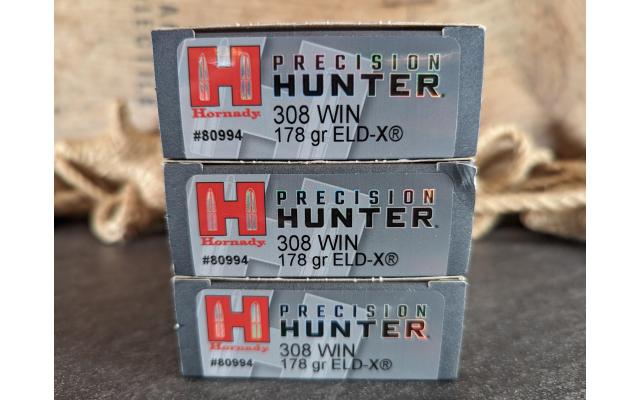 PRECISION
HUNTER
Hornady
308 WIN
#80994
178 gr ELD-X®
PRECISION
HUNTER
Hornady
308 WIN
#80994
178 gr ELD-X®
PRECISION
HUNTER
Hornady
308 WIN
#80994
178 gr ELD-X®